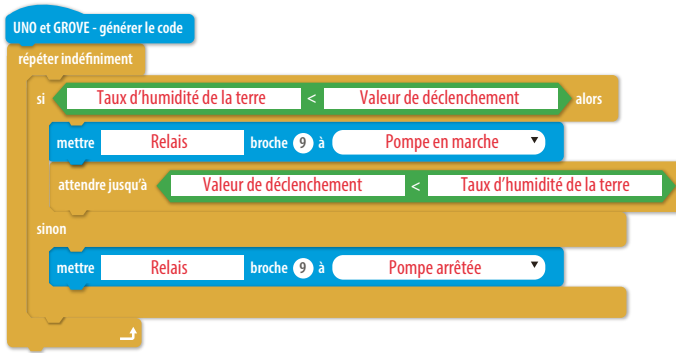 UNO et GROVE - générer le code
répéter indéfiniment
si Taux d'humidité de la terre < Valeur de déclenchement alors
mettre Relais broche 9 à Pompe en marche
attendre jusqu'à Valeur de déclenchement < Taux d'humidité de la terre
sinon
mettre Relais broche 9 à Pompe arrêtée